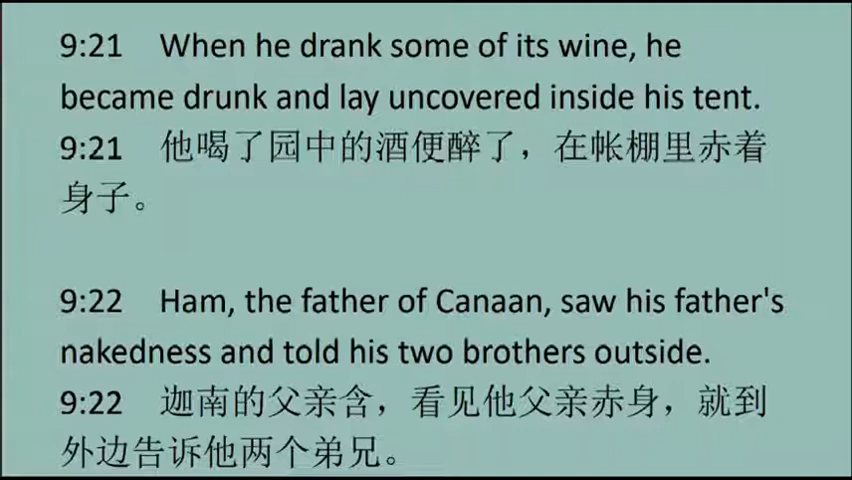 9:21 When he drank some of its wine, he
became drunk and lay uncovered inside his tent.
9:21 他喝了园中的酒便醉了，在帐棚里赤着
身子。
9:22 Ham, the father of Canaan, saw his father's
nakedness and told his two brothers outside.
9:22 迦南的父亲含，看见他父亲赤身，就到
外边告诉他两个弟兄。